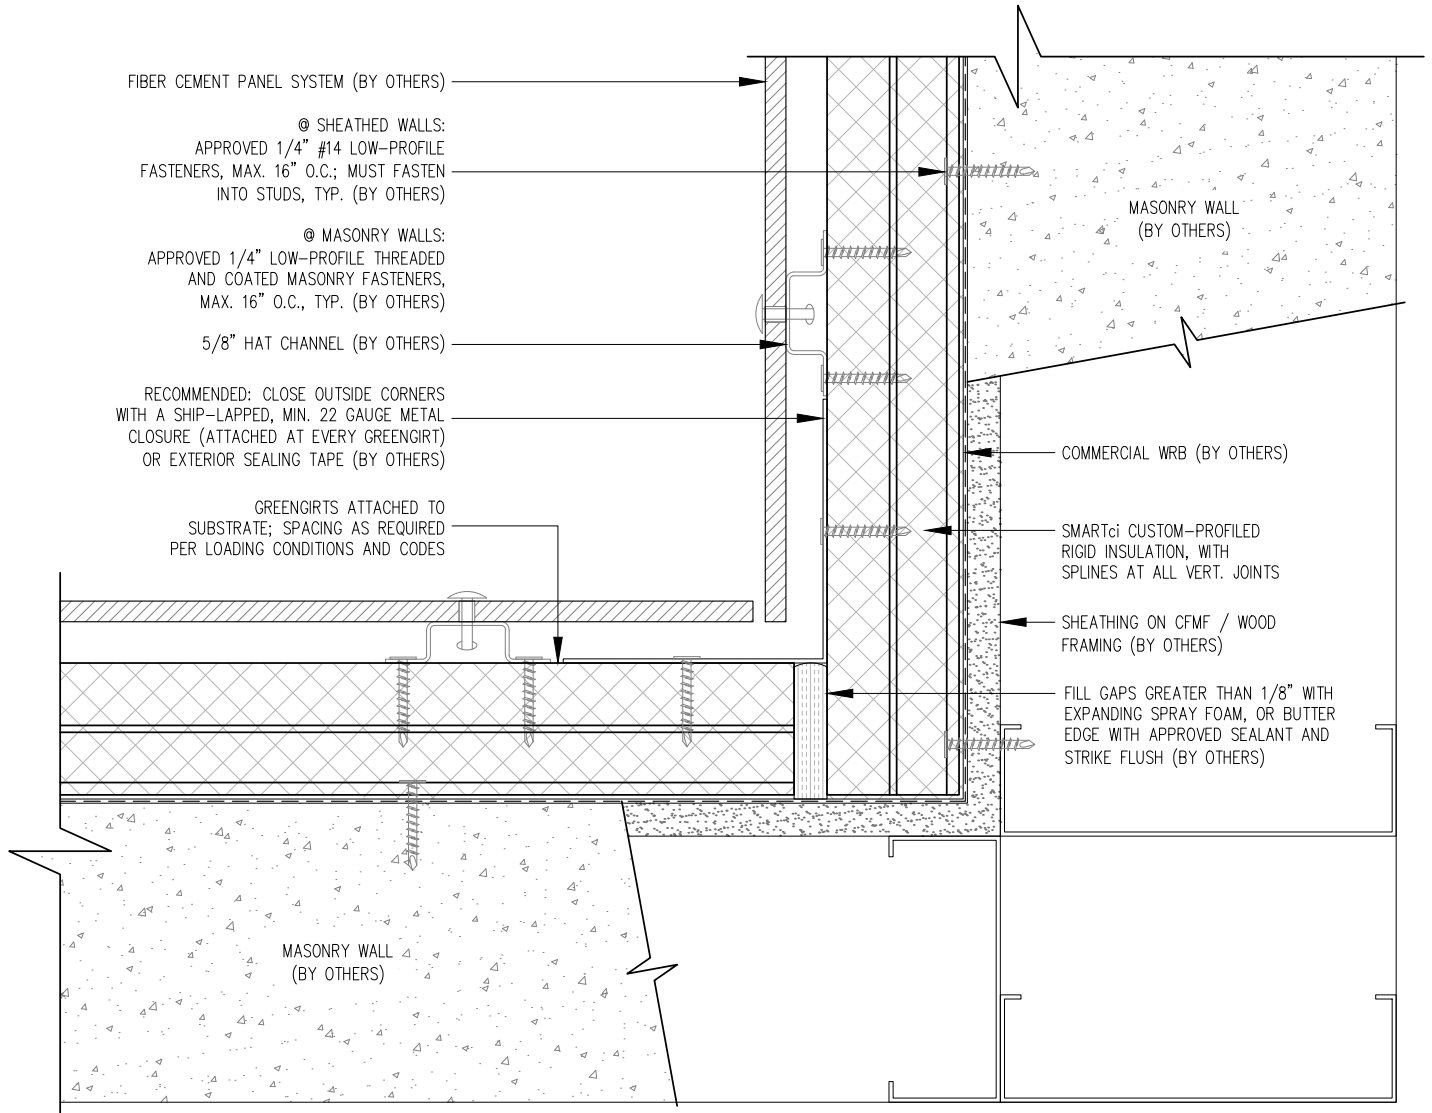 FIBER CEMENT PANEL SYSTEM (BY OTHERS)
@ SHEATHED WALLS:
APPROVED 1/4" #14 LOW-PROFILE
FASTENERS, MAX. 16" O.C.; MUST FASTEN
INTO STUDS, TYP. (BY OTHERS)
@ MASONRY WALLS:
APPROVED 1/4" LOW-PROFILE THREADED
AND COATED MASONRY FASTENERS,
MAX. 16" O.C., TYP. (BY OTHERS)
5/8" HAT CHANNEL (BY OTHERS)
RECOMMENDED: CLOSE OUTSIDE CORNERS
WITH A SHIP-LAPPED, MIN. 22 GAUGE METAL
CLOSURE (ATTACHED AT EVERY GREENGIRT)
OR EXTERIOR SEALING TAPE (BY OTHERS)
GREENGIRTS ATTACHED TO
SUBSTRATE; SPACING AS REQUIRED
PER LOADING CONDITIONS AND CODES
MASONRY WALL
(BY OTHERS)
COMMERCIAL WRB (BY OTHERS)
SMARTci CUSTOM-PROFILED
RIGID INSULATION, WITH
SPLINES AT ALL VERT. JOINTS
SHEATHING ON CFMF / WOOD
FRAMING (BY OTHERS)
FILL GAPS GREATER THAN 1/8" WITH
EXPANDING SPRAY FOAM, OR BUTTER
EDGE WITH APPROVED SEALANT AND
STRIKE FLUSH (BY OTHERS)
MASONRY WALL
(BY OTHERS)